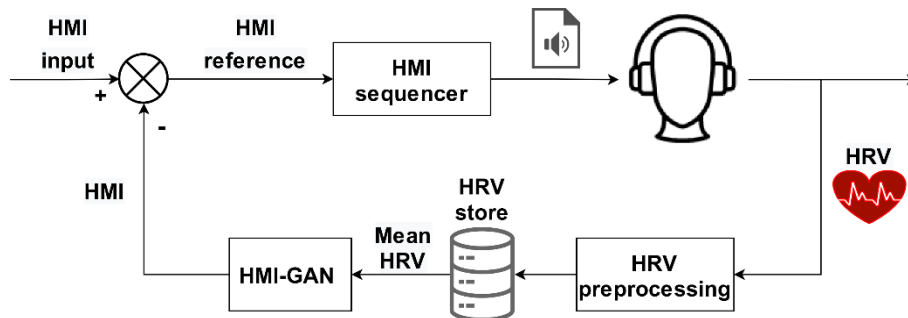 HMI
input
+
-
HMI
reference
HMI
sequencer
HRV
HMI
HMI-GAN
Mean
HRV
HRV
store
HRV
preprocessing